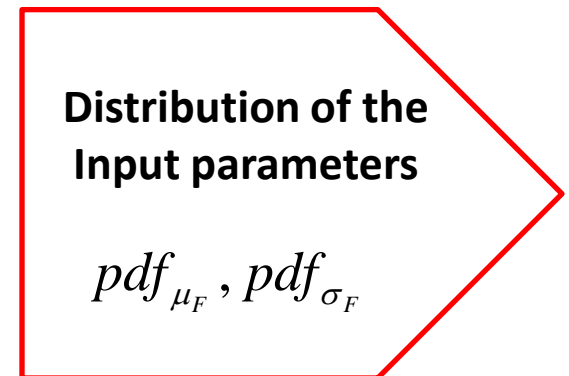 Distribution of the
Input parameters
pdf_{μ_F} , pdf_{σ_F}